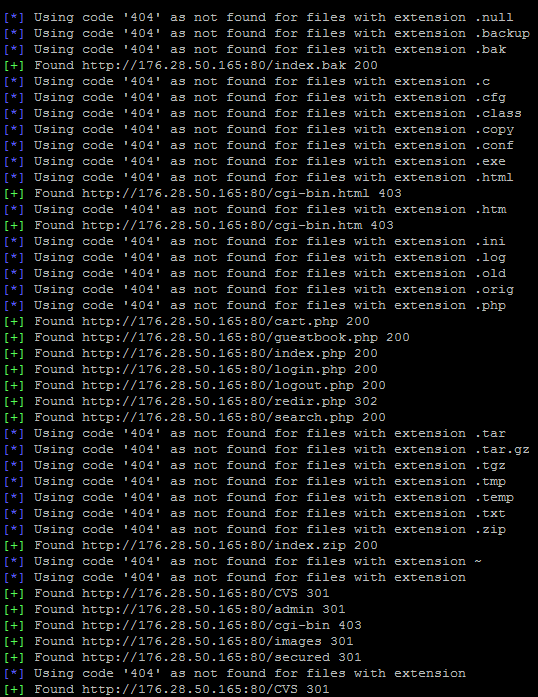 [*] Using code '404' as not found for files with extension .null
[*] Using code '404' as not found for files with extension .backup
[*] Using code '404' as not found for files with extension .bak
[+] Found http://176.28.50.165:80/index.bak 200
[*] Using code '404' as not found for files with extension .c
[*] Using code '404' as not found for files with extension .cfg
[*] Using code '404' as not found for files with extension .class
[*] Using code '404' as not found for files with extension .copy
[*] Using code '404' as not found for files with extension .conf
[*] Using code '404' as not found for files with extension .exe
[*] Using code '404' as not found for files with extension .html
[+] Found http://176.28.50.165:80/cgi-bin.html 403
[*] Using code '404' as not found for files with extension .htm
[+] Found http://176.28.50.165:80/cgi-bin.htm 403
[*] Using code '404' as not found for files with extension .ini
[*] Using code '404' as not found for files with extension .log
[*] Using code '404' as not found for files with extension .old
[*] Using code '404' as not found for files with extension .orig
[*] Using code '404' as not found for files with extension .php
[+] Found http://176.28.50.165:80/cart.php 200
[+] Found http://176.28.50.165:80/guestbook.php 200
[+] Found http://176.28.50.165:80/index.php 200
[+] Found http://176.28.50.165:80/login.php 200
[+] Found http://176.28.50.165:80/logout.php 200
[+] Found http://176.28.50.165:80/redir.php 302
[+] Found http://176.28.50.165:80/search.php 200
[*] Using code '404' as not found for files with extension .tar
[*] Using code '404' as not found for files with extension .tar.gz
[*] Using code '404' as not found for files with extension .tgz
[*] Using code '404' as not found for files with extension .tmp
[*] Using code '404' as not found for files with extension .temp
[*] Using code '404' as not found for files with extension .txt
[*] Using code '404' as not found for files with extension .zip
[+] Found http://176.28.50.165:80/index.zip 200
[*] Using code '404' as not found for files with extension ~
[*] Using code '404' as not found for files with extension
[+] Found http://176.28.50.165:80/CVS 301
[+] Found http://176.28.50.165:80/admin 301
[+] Found http://176.28.50.165:80/cgi-bin 403
[+] Found http://176.28.50.165:80/images 301
[+] Found http://176.28.50.165:80/secured 301
[*] Using code '404' as not found for files with extension
[+] Found http://176.28.50.165:80/CVS 301